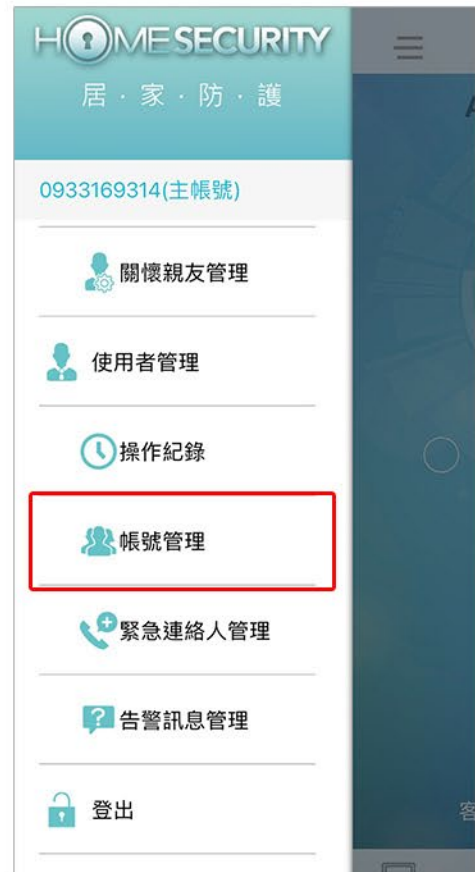 HOME SECURITY
居·家·防·護
0933169314(主帳號)
關懷親友管理
使用者管理
操作紀錄
帳號管理
緊急連絡人管理
告警訊息管理
登出
A
客